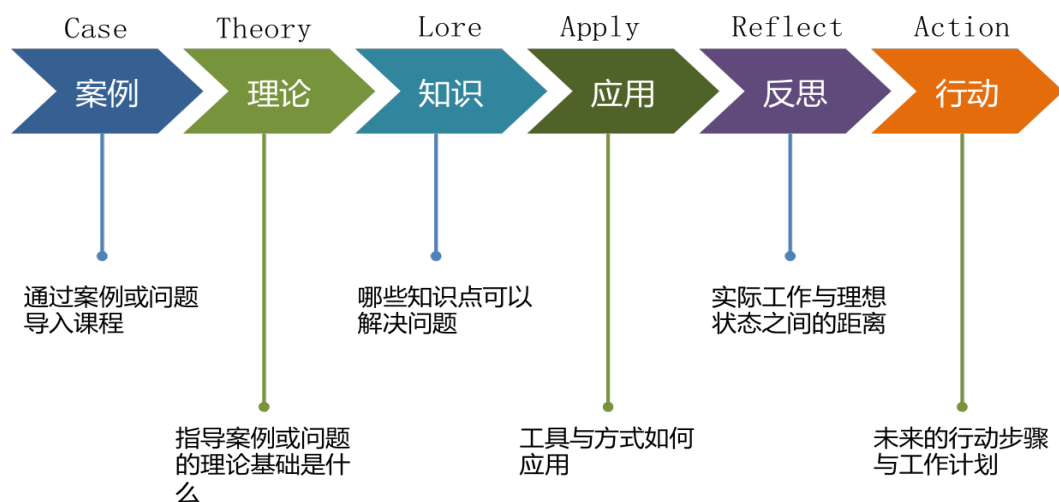 Case
Theory
Lore
Apply
Reflect
Action
案例
理论
知识
应用
反思
行动
通过案例或问题
导入课程
哪些知识点可以
解决问题
实际工作与理想
状态之间的距离
指导案例或问题
的理论基础是什
么
工具与方式如何
应用
未来的行动步骤
与工作计划